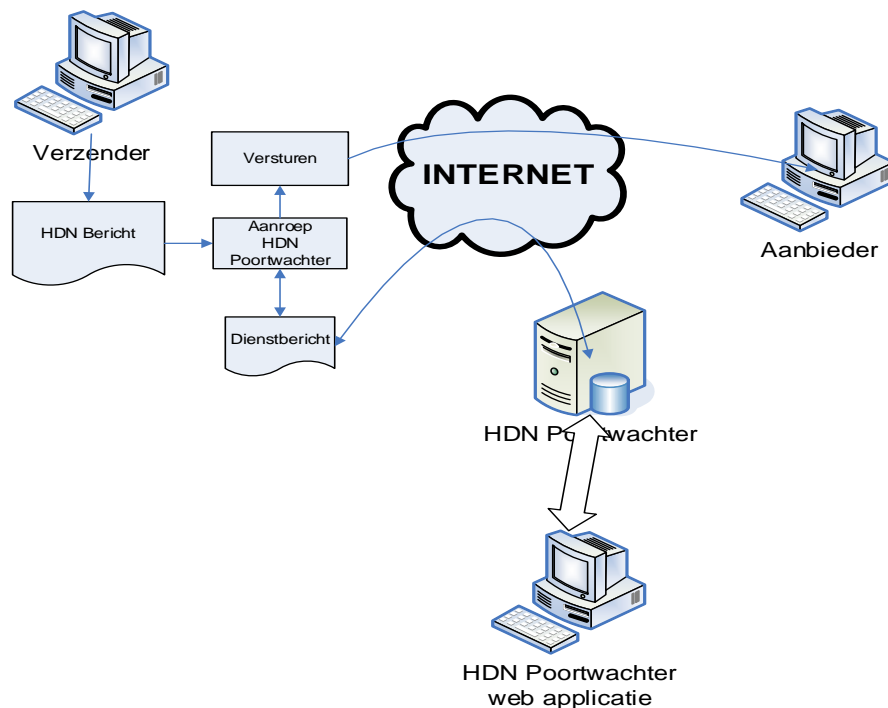 Verzender
Versturen
INTERNET
HDN Bericht
Aanroep
HDN
Poortwachter
Aanbieder
Dienstbericht
HDN Poortwachter
HDN Poortwachter
web applicatie